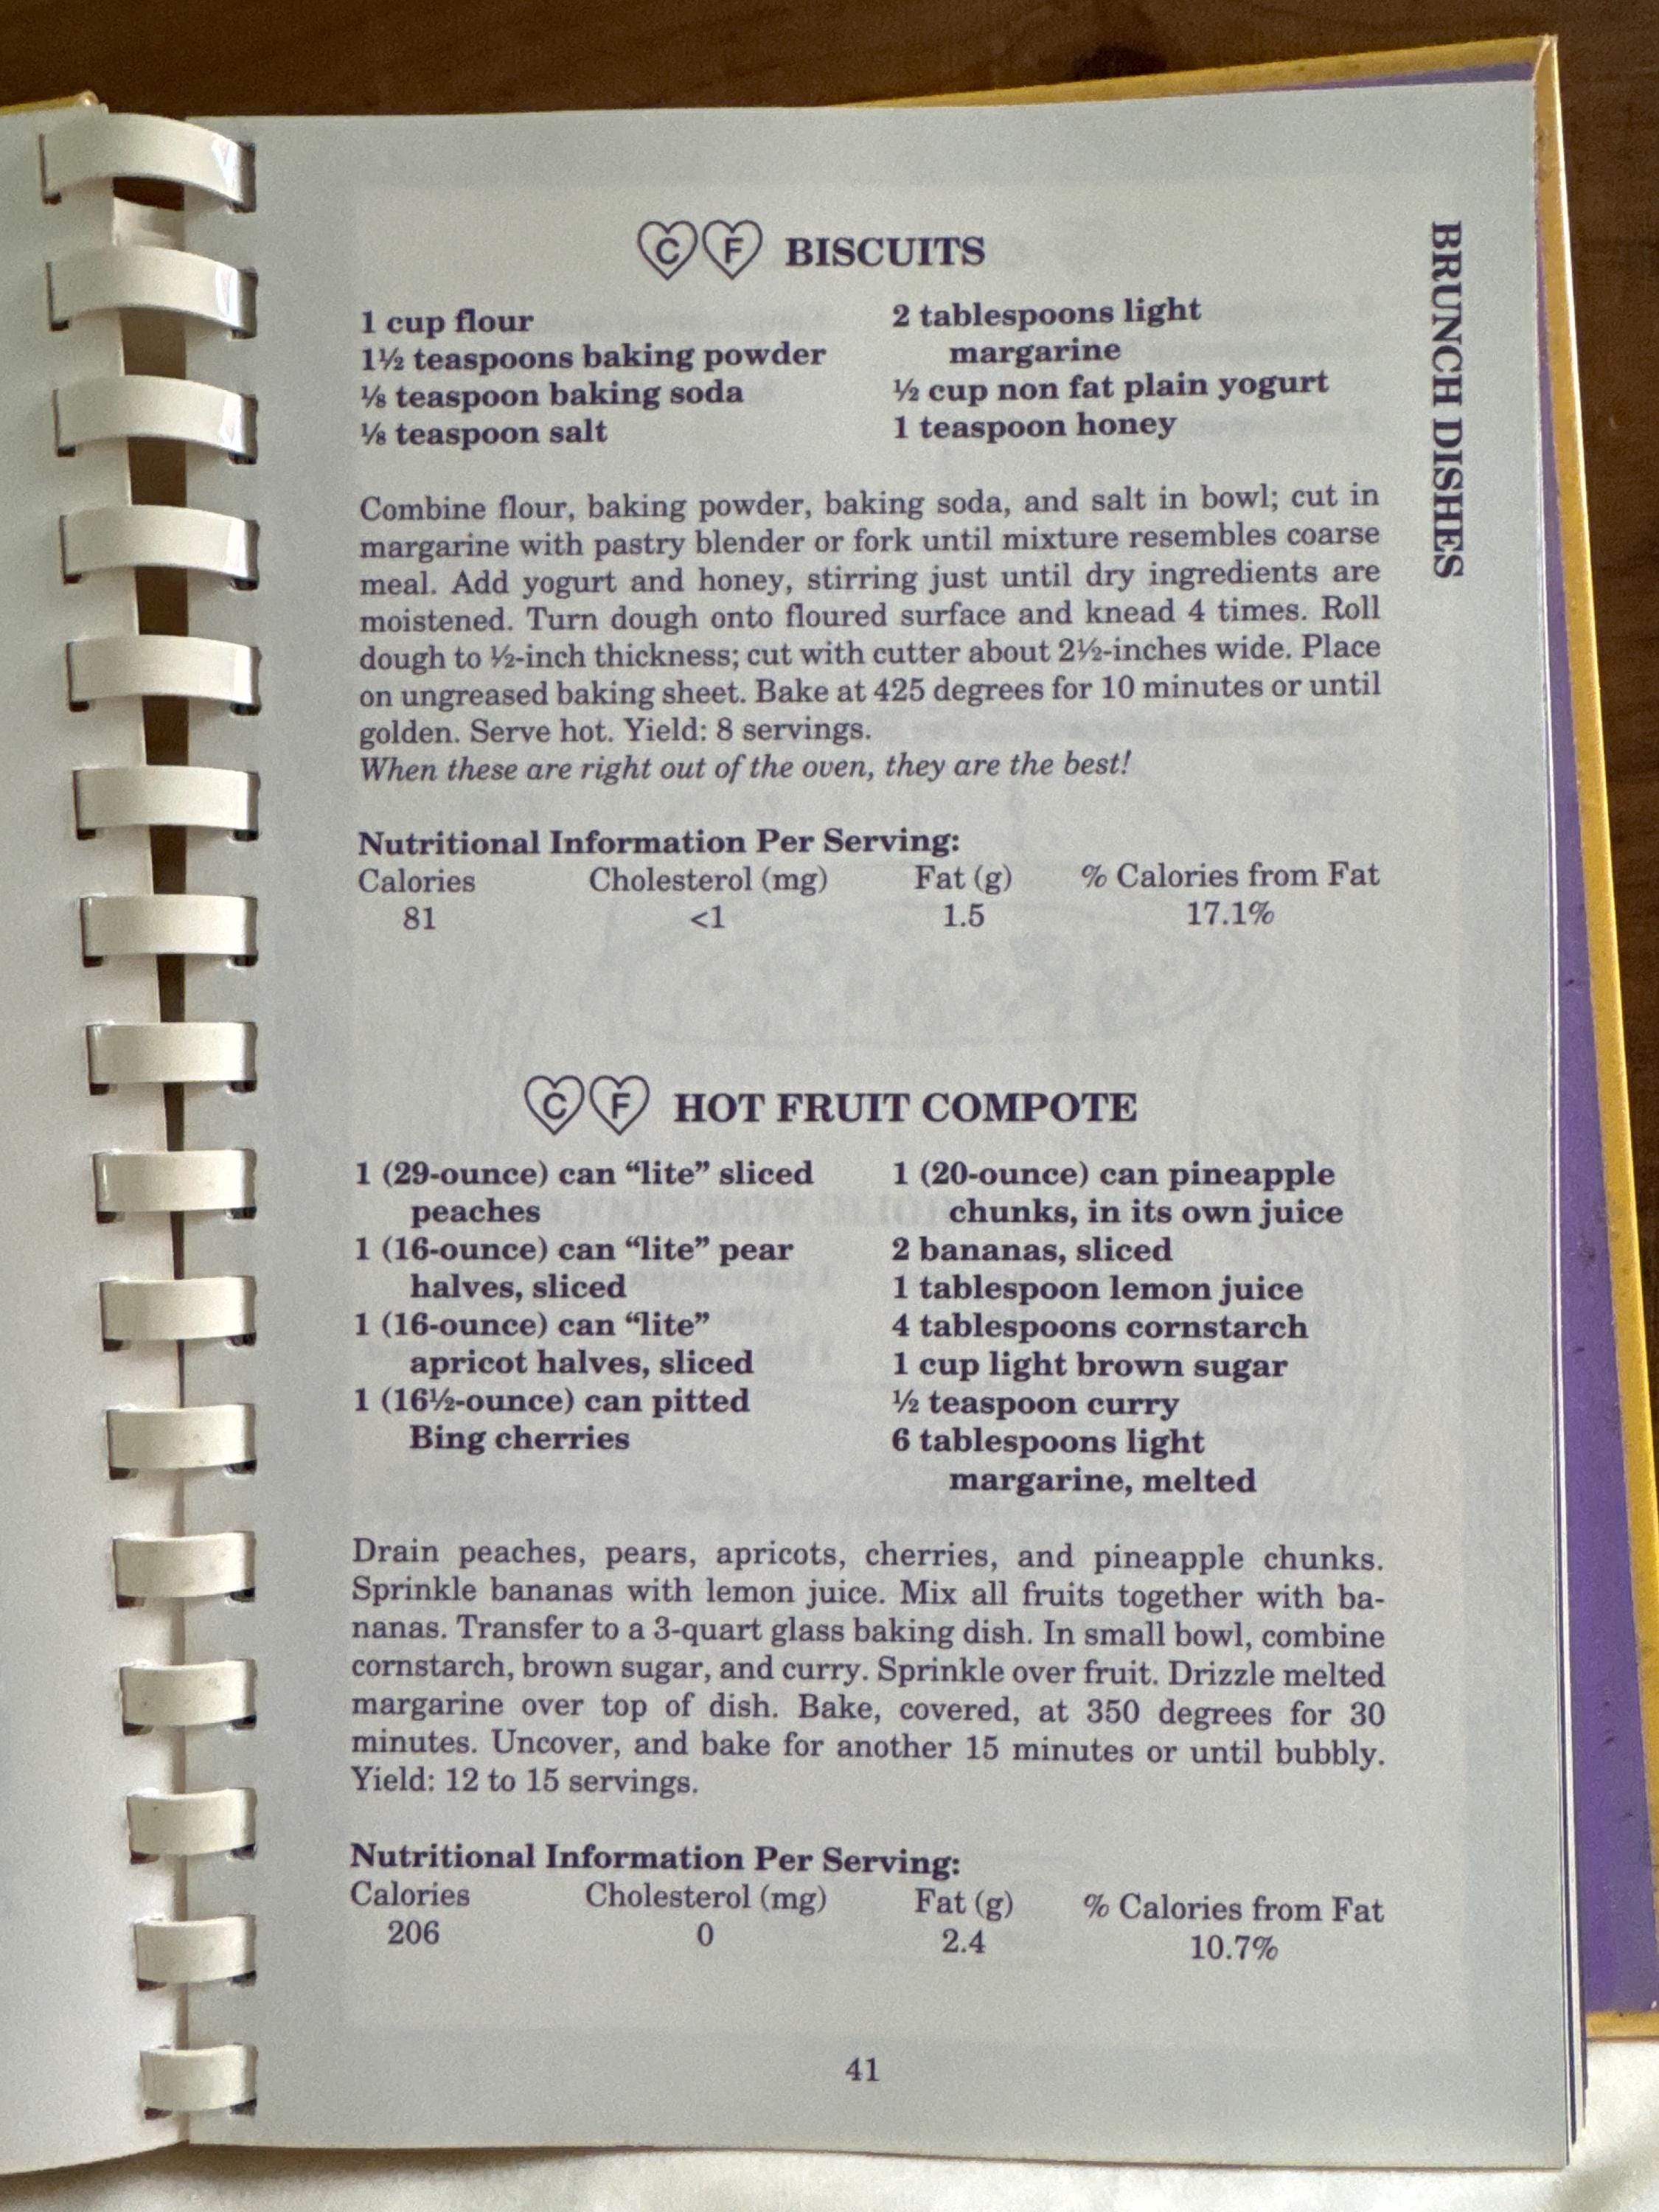 C F BISCUITS
1 cup flour
1½ teaspoons baking powder
⅛ teaspoon baking soda
⅛ teaspoon salt
2 tablespoons light
margarine
½ cup non fat plain yogurt
1 teaspoon honey
Combine flour, baking powder, baking soda, and salt in bowl; cut in
margarine with pastry blender or fork until mixture resembles coarse
meal. Add yogurt and honey, stirring just until dry ingredients are
moistened. Turn dough onto floured surface and knead 4 times. Roll
dough to ½-inch thickness; cut with cutter about 2½-inches wide. Place
on ungreased baking sheet. Bake at 425 degrees for 10 minutes or until
golden. Serve hot. Yield: 8 servings.
When these are right out of the oven, they are the best!
Nutritional Information Per Serving:
Calories Cholesterol (mg) Fat (g) % Calories from Fat
81 <1 1.5 17.1%
C F HOT FRUIT COMPOTE
1 (29-ounce) can “lite” sliced
peaches
1 (16-ounce) can “lite” pear
halves, sliced
1 (16-ounce) can “lite”
apricot halves, sliced
1 (16½-ounce) can pitted
Bing cherries
1 (20-ounce) can pineapple
chunks, in its own juice
2 bananas, sliced
1 tablespoon lemon juice
4 tablespoons cornstarch
1 cup light brown sugar
½ teaspoon curry
6 tablespoons light
margarine, melted
Drain peaches, pears, apricots, cherries, and pineapple chunks.
Sprinkle bananas with lemon juice. Mix all fruits together with ba-
nanas. Transfer to a 3-quart glass baking dish. In small bowl, combine
cornstarch, brown sugar, and curry. Sprinkle over fruit. Drizzle melted
margarine over top of dish. Bake, covered, at 350 degrees for 30
minutes. Uncover, and bake for another 15 minutes or until bubbly.
Yield: 12 to 15 servings.
Nutritional Information Per Serving:
Calories Cholesterol (mg) Fat (g) % Calories from Fat
206 0 2.4 10.7%
41
BRUNCH DISHES